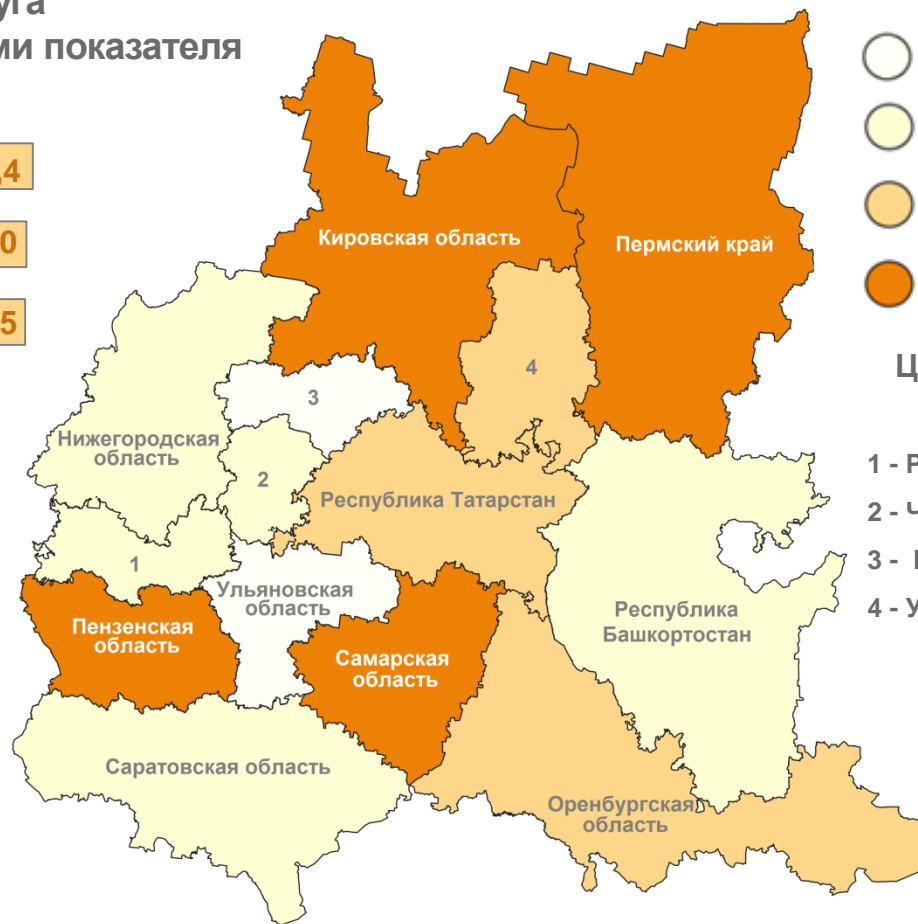 уга
ми показателя
,4
0
5
Кировская область
Пермский край
4
3
Нижегородская
область
2
Республика Татарстан
1
Ульяновская
область
Пензенская
область
Республика
Башкортостан
Самарская
область
Саратовская область
Оренбургская
область
Ц
1 - Р
2 - Ч
3 -
4 - У